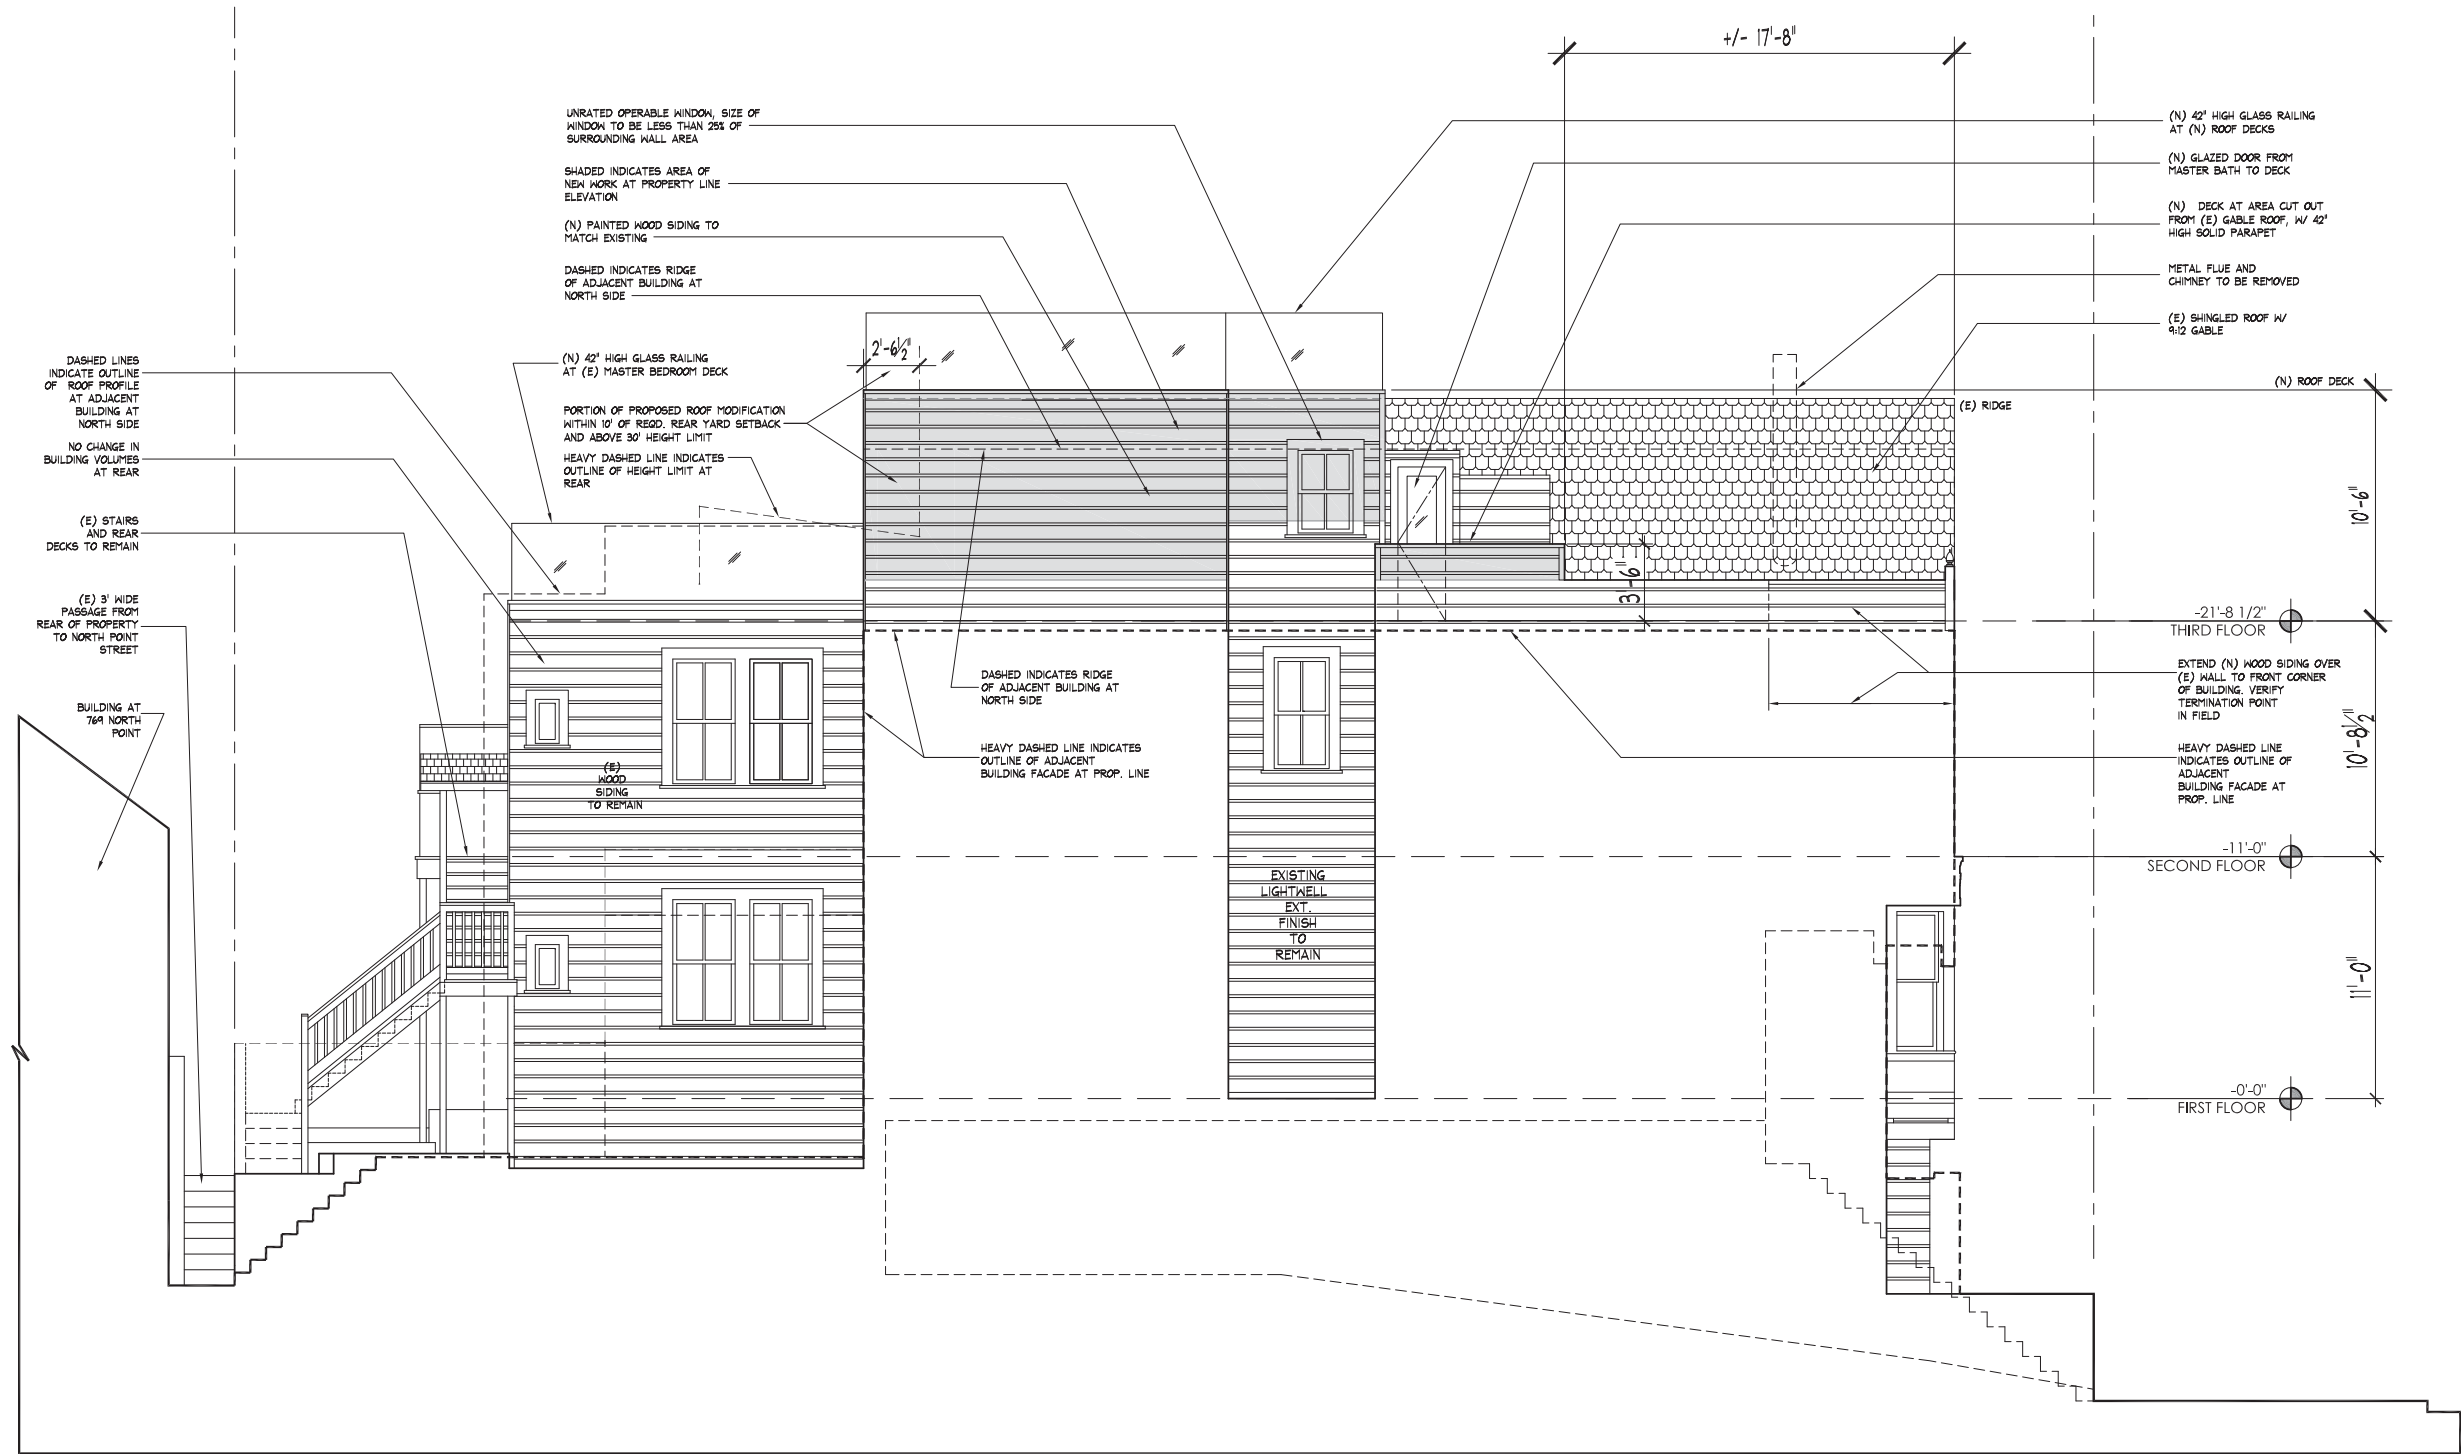 +/- 17'-8"
UNRATED OPERABLE WINDOW, SIZE OF
WINDOW TO BE LESS THAN 25% OF
SURROUNDING WALL AREA
SHADED INDICATES AREA OF
NEW WORK AT PROPERTY LINE
ELEVATION
(N) PAINTED WOOD SIDING TO
MATCH EXISTING
DASHED INDICATES RIDGE
OF ADJACENT BUILDING AT
NORTH SIDE
(N) 42" HIGH GLASS RAILING
AT (E) MASTER BEDROOM DECK
2'-6½"
PORTION OF PROPOSED ROOF MODIFICATION
WITHIN 10' OF REQD. REAR YARD SETBACK
AND ABOVE 30' HEIGHT LIMIT
HEAVY DASHED LINE INDICATES
OUTLINE OF HEIGHT LIMIT AT
REAR
DASHED LINES
INDICATE OUTLINE
OF ROOF PROFILE
AT ADJACENT
BUILDING AT
NORTH SIDE
NO CHANGE IN
BUILDING VOLUMES
AT REAR
(E) STAIRS
AND REAR
DECKS TO REMAIN
(E) 3' WIDE
PASSAGE FROM
REAR OF PROPERTY
TO NORTH POINT
STREET
BUILDING AT
769 NORTH
POINT
(E)
WOOD
SIDING
TO REMAIN
DASHED INDICATES RIDGE
OF ADJACENT BUILDING AT
NORTH SIDE
HEAVY DASHED LINE INDICATES
OUTLINE OF ADJACENT
BUILDING FACADE AT PROP. LINE
EXISTING
LIGHTWELL
EXT.
FINISH
TO
REMAIN
3'-6"
(N) 42" HIGH GLASS RAILING
AT (N) ROOF DECKS
(N) GLAZED DOOR FROM
MASTER BATH TO DECK
(N) DECK AT AREA CUT OUT
FROM (E) GABLE ROOF, W/ 42"
HIGH SOLID PARAPET
METAL FLUE AND
CHIMNEY TO BE REMOVED
(E) SHINGLED ROOF W/
9:12 GABLE
(N) ROOF DECK
(E) RIDGE
10'-6"
-21'-8 1/2"
THIRD FLOOR
EXTEND (N) WOOD SIDING OVER
(E) WALL TO FRONT CORNER
OF BUILDING. VERIFY
TERMINATION POINT
IN FIELD
10'-8½"
HEAVY DASHED LINE
INDICATES OUTLINE OF
ADJACENT
BUILDING FACADE AT
PROP. LINE
-11'-0"
SECOND FLOOR
11'-0"
-0'-0"
FIRST FLOOR